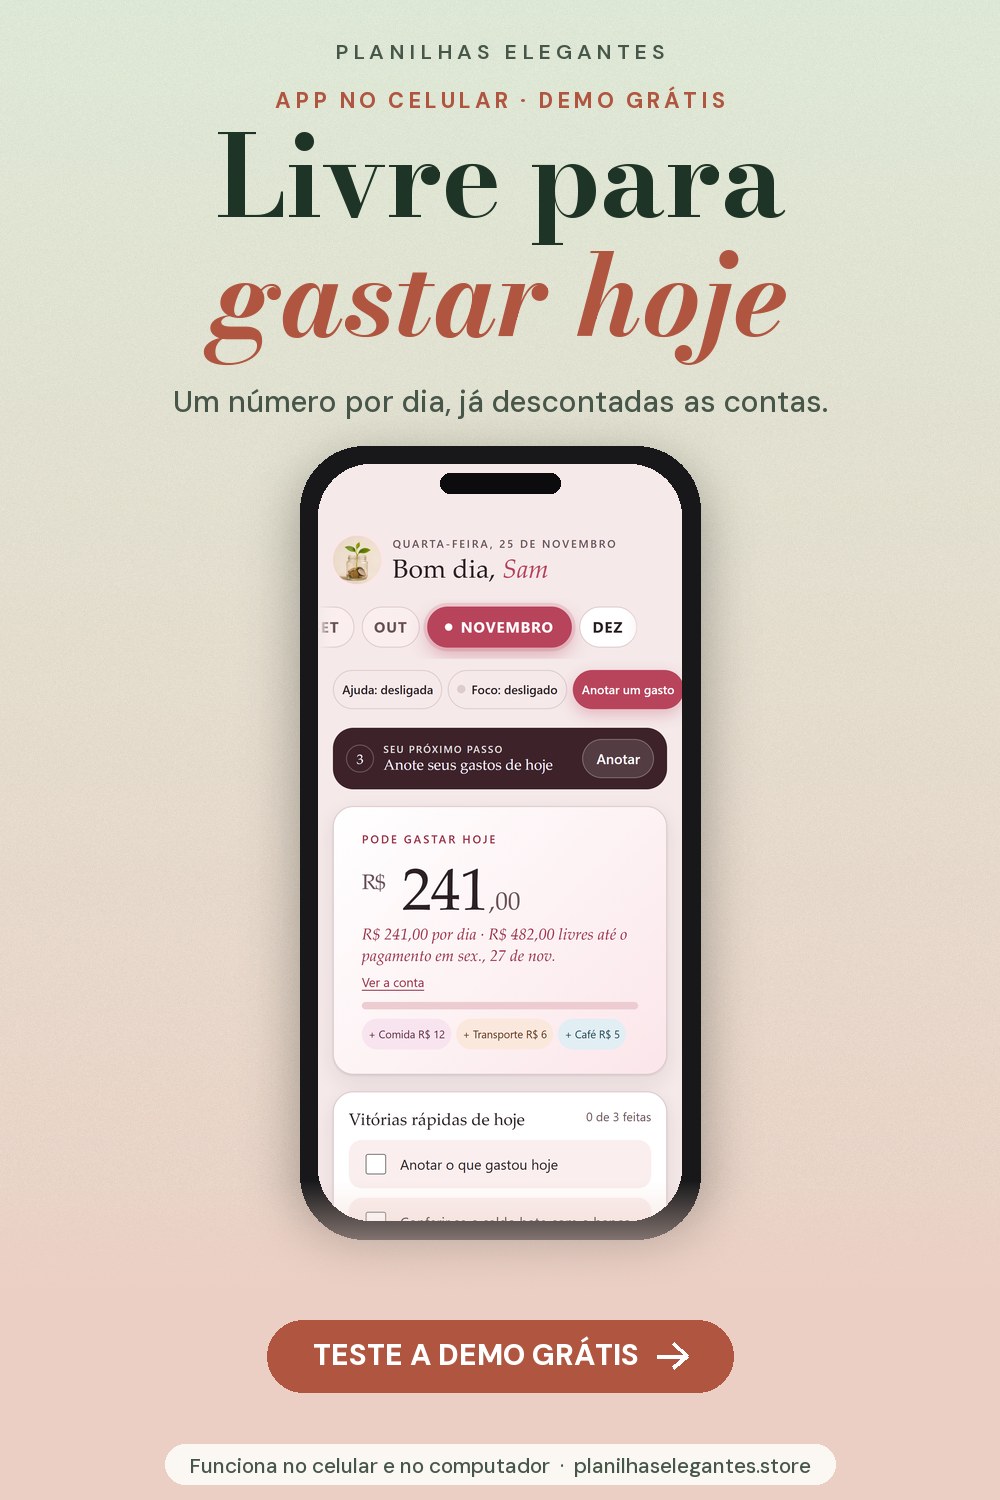 PLANILHAS ELEGANTES
APP NO CELULAR · DEMO GRÁTIS
Livre para
gastar hoje
Um número por dia, já descontadas as contas.
QUARTA-FEIRA, 25 DE NOVEMBRO
Bom dia, Sam
ET OUT NOVEMBRO DEZ
Ajuda: desligada Foco: desligado Anotar um gasto
3 SEU PRÓXIMO PASSO
Anote seus gastos de hoje Anotar
PODE GASTAR HOJE
R$ 241,00
R$ 241,00 por dia · R$ 482,00 livres até o
pagamento em sex., 27 de nov.
Ver a conta
+ Comida R$ 12 + Transporte R$ 6 + Café R$ 5
Vitórias rápidas de hoje 0 de 3 feitas
Anotar o que gastou hoje
TESTE A DEMO GRÁTIS →
Funciona no celular e no computador · planilhaselegantes.store